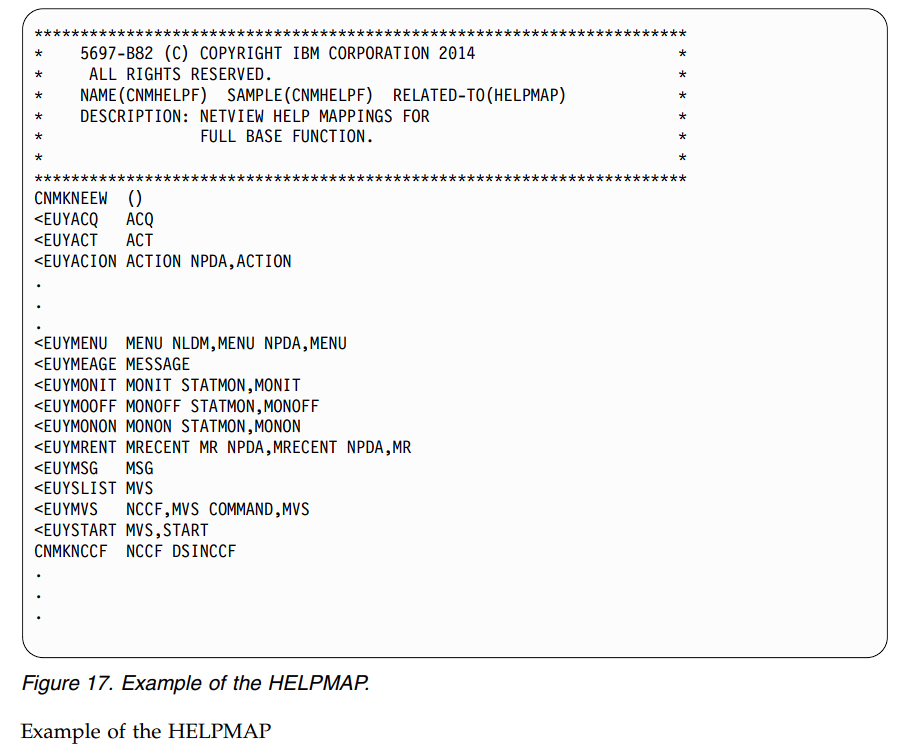 ***********************************************************************
*    5697-B82 (C) COPYRIGHT IBM CORPORATION 2014                      *
*     ALL RIGHTS RESERVED.                                            *
*    NAME(CNMHELPF)  SAMPLE(CNMHELPF)  RELATED-TO(HELPMAP)            *
*    DESCRIPTION: NETVIEW HELP MAPPINGS FOR                           *
*                 FULL BASE FUNCTION.                                 *
*                                                                     *
***********************************************************************
CNMKNEEW  ()
<EUYACQ   ACQ
<EUYACT   ACT
<EUYACION ACTION NPDA,ACTION
.
.
.
<EUYMENU  MENU NLDM,MENU NPDA,MENU
<EUYMEAGE MESSAGE
<EUYMONIT MONIT STATMON,MONIT
<EUYMOOFF MONOFF STATMON,MONOFF
<EUYMONON MONON STATMON,MONON
<EUYMRENT MRECENT MR NPDA,MRECENT NPDA,MR
<EUYMSG   MSG
<EUYSLIST MVS
<EUYMVS   NCCF,MVS COMMAND,MVS
<EUYSTART MVS,START
CNMKNCCF  NCCF DSINCCF
.
.
.
Figure 17. Example of the HELPMAP.
Example of the HELPMAP